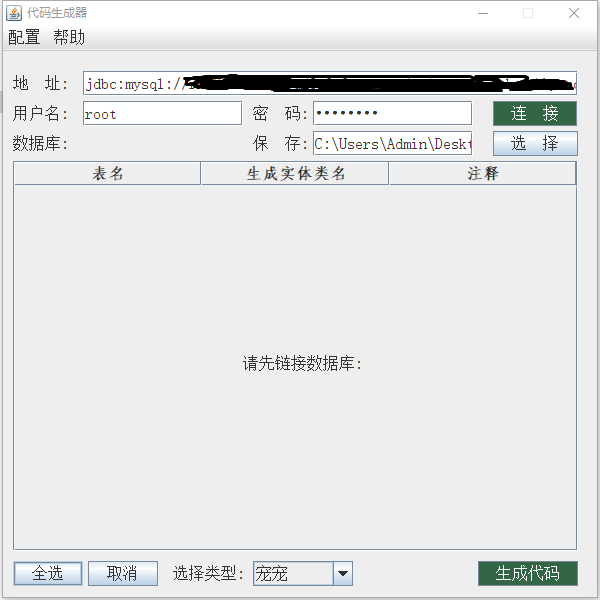 代码生成器
配置 帮助
地 址: jdbc:mysql://
用户名: root 密 码: •••••••• 连 接
数据库: 保 存: C:\Users\Admin\Deskt 选 择
表名 生成实体类名 注释
请先链接数据库:
全选 取消 选择类型: 宠宠 生成代码